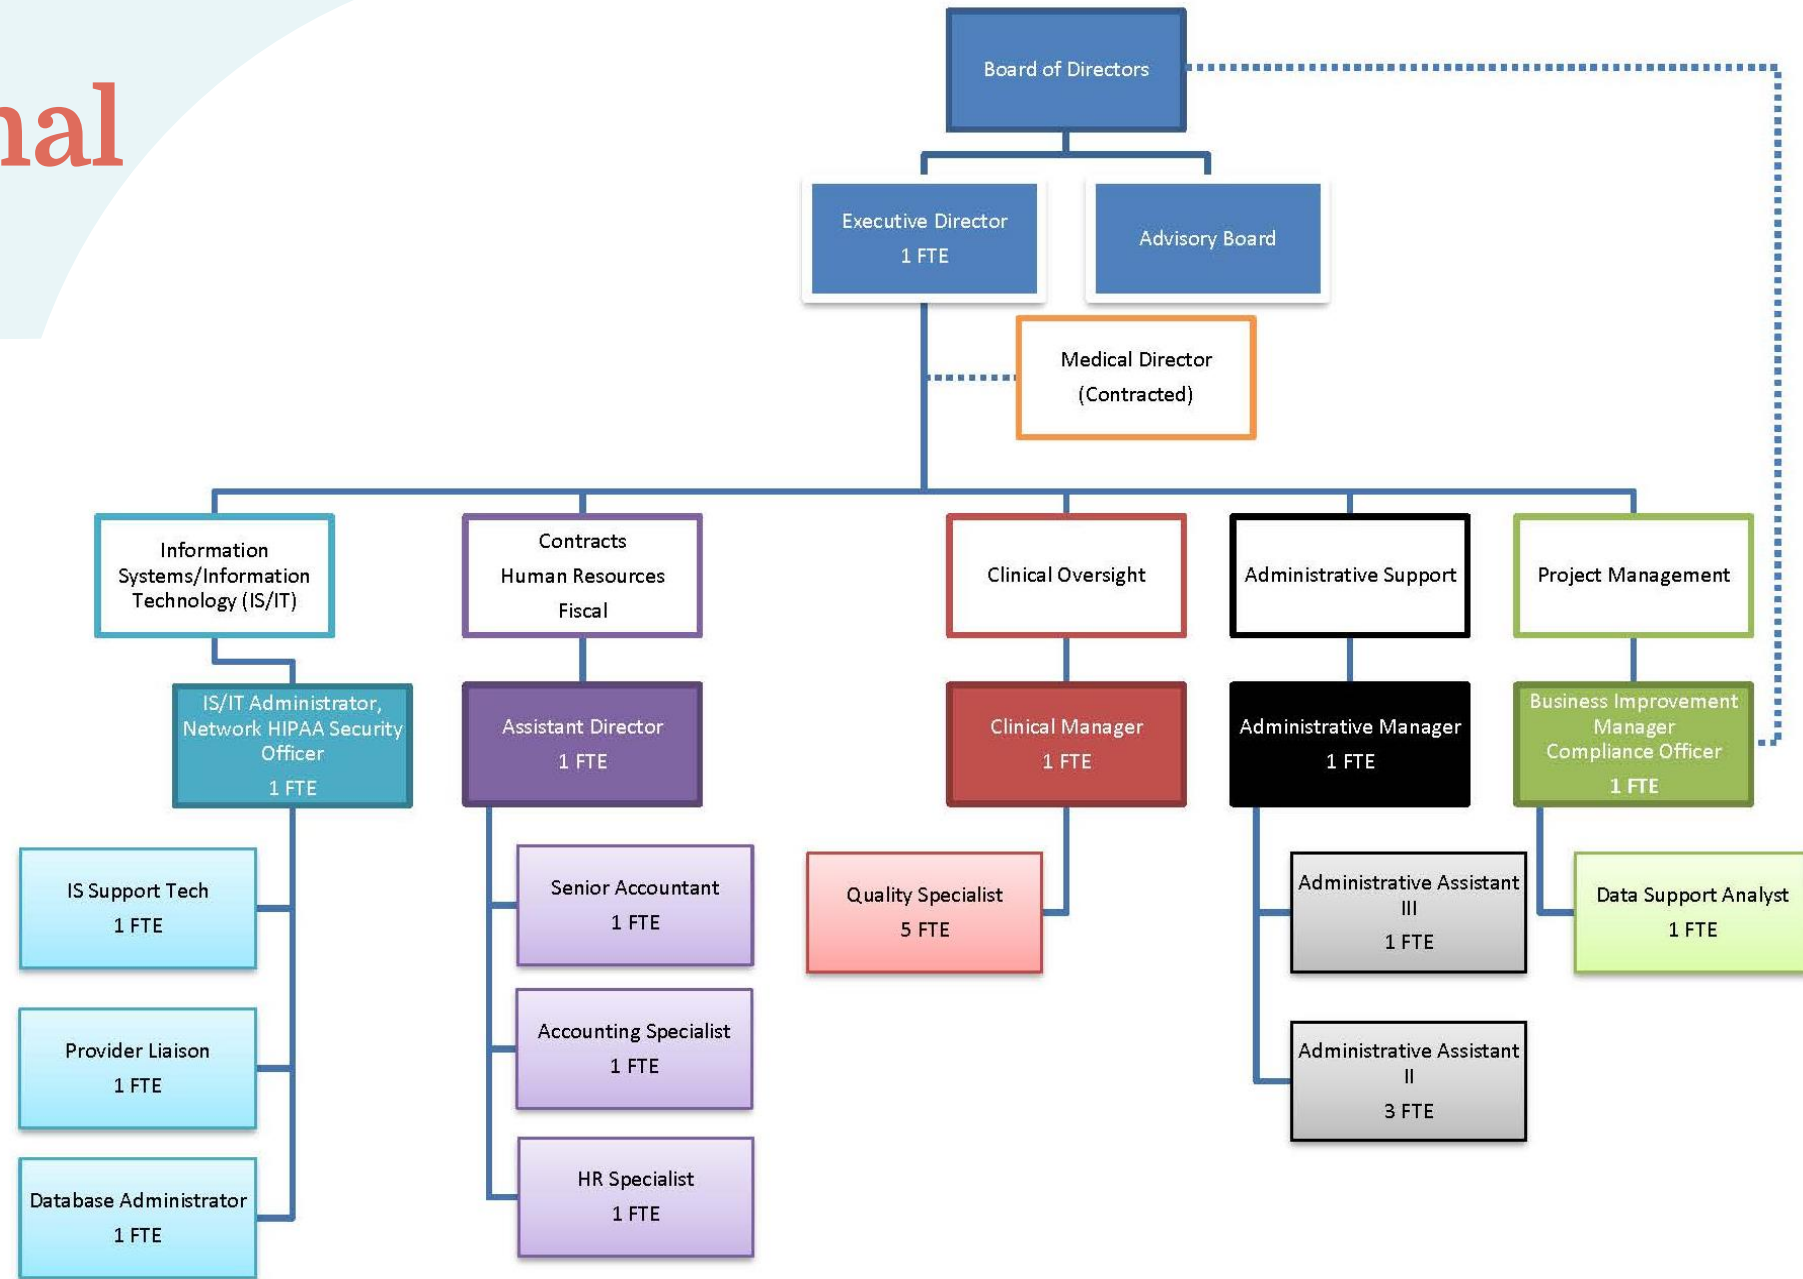 nal
Board of Directors
Executive Director
1 FTE
Advisory Board
Medical Director
(Contracted)
Information
Systems/Information
Technology (IS/IT)
Contracts
Human Resources
Fiscal
Clinical Oversight
Administrative Support
Project Management
IS/IT Administrator,
Network HIPAA Security
Officer
1 FTE
Assistant Director
1 FTE
Clinical Manager
1 FTE
Administrative Manager
1 FTE
Business Improvement
Manager
Compliance Officer
1 FTE
IS Support Tech
1 FTE
Senior Accountant
1 FTE
Quality Specialist
5 FTE
Administrative Assistant
III
1 FTE
Data Support Analyst
1 FTE
Provider Liaison
1 FTE
Accounting Specialist
1 FTE
Administrative Assistant
II
3 FTE
Database Administrator
1 FTE
HR Specialist
1 FTE